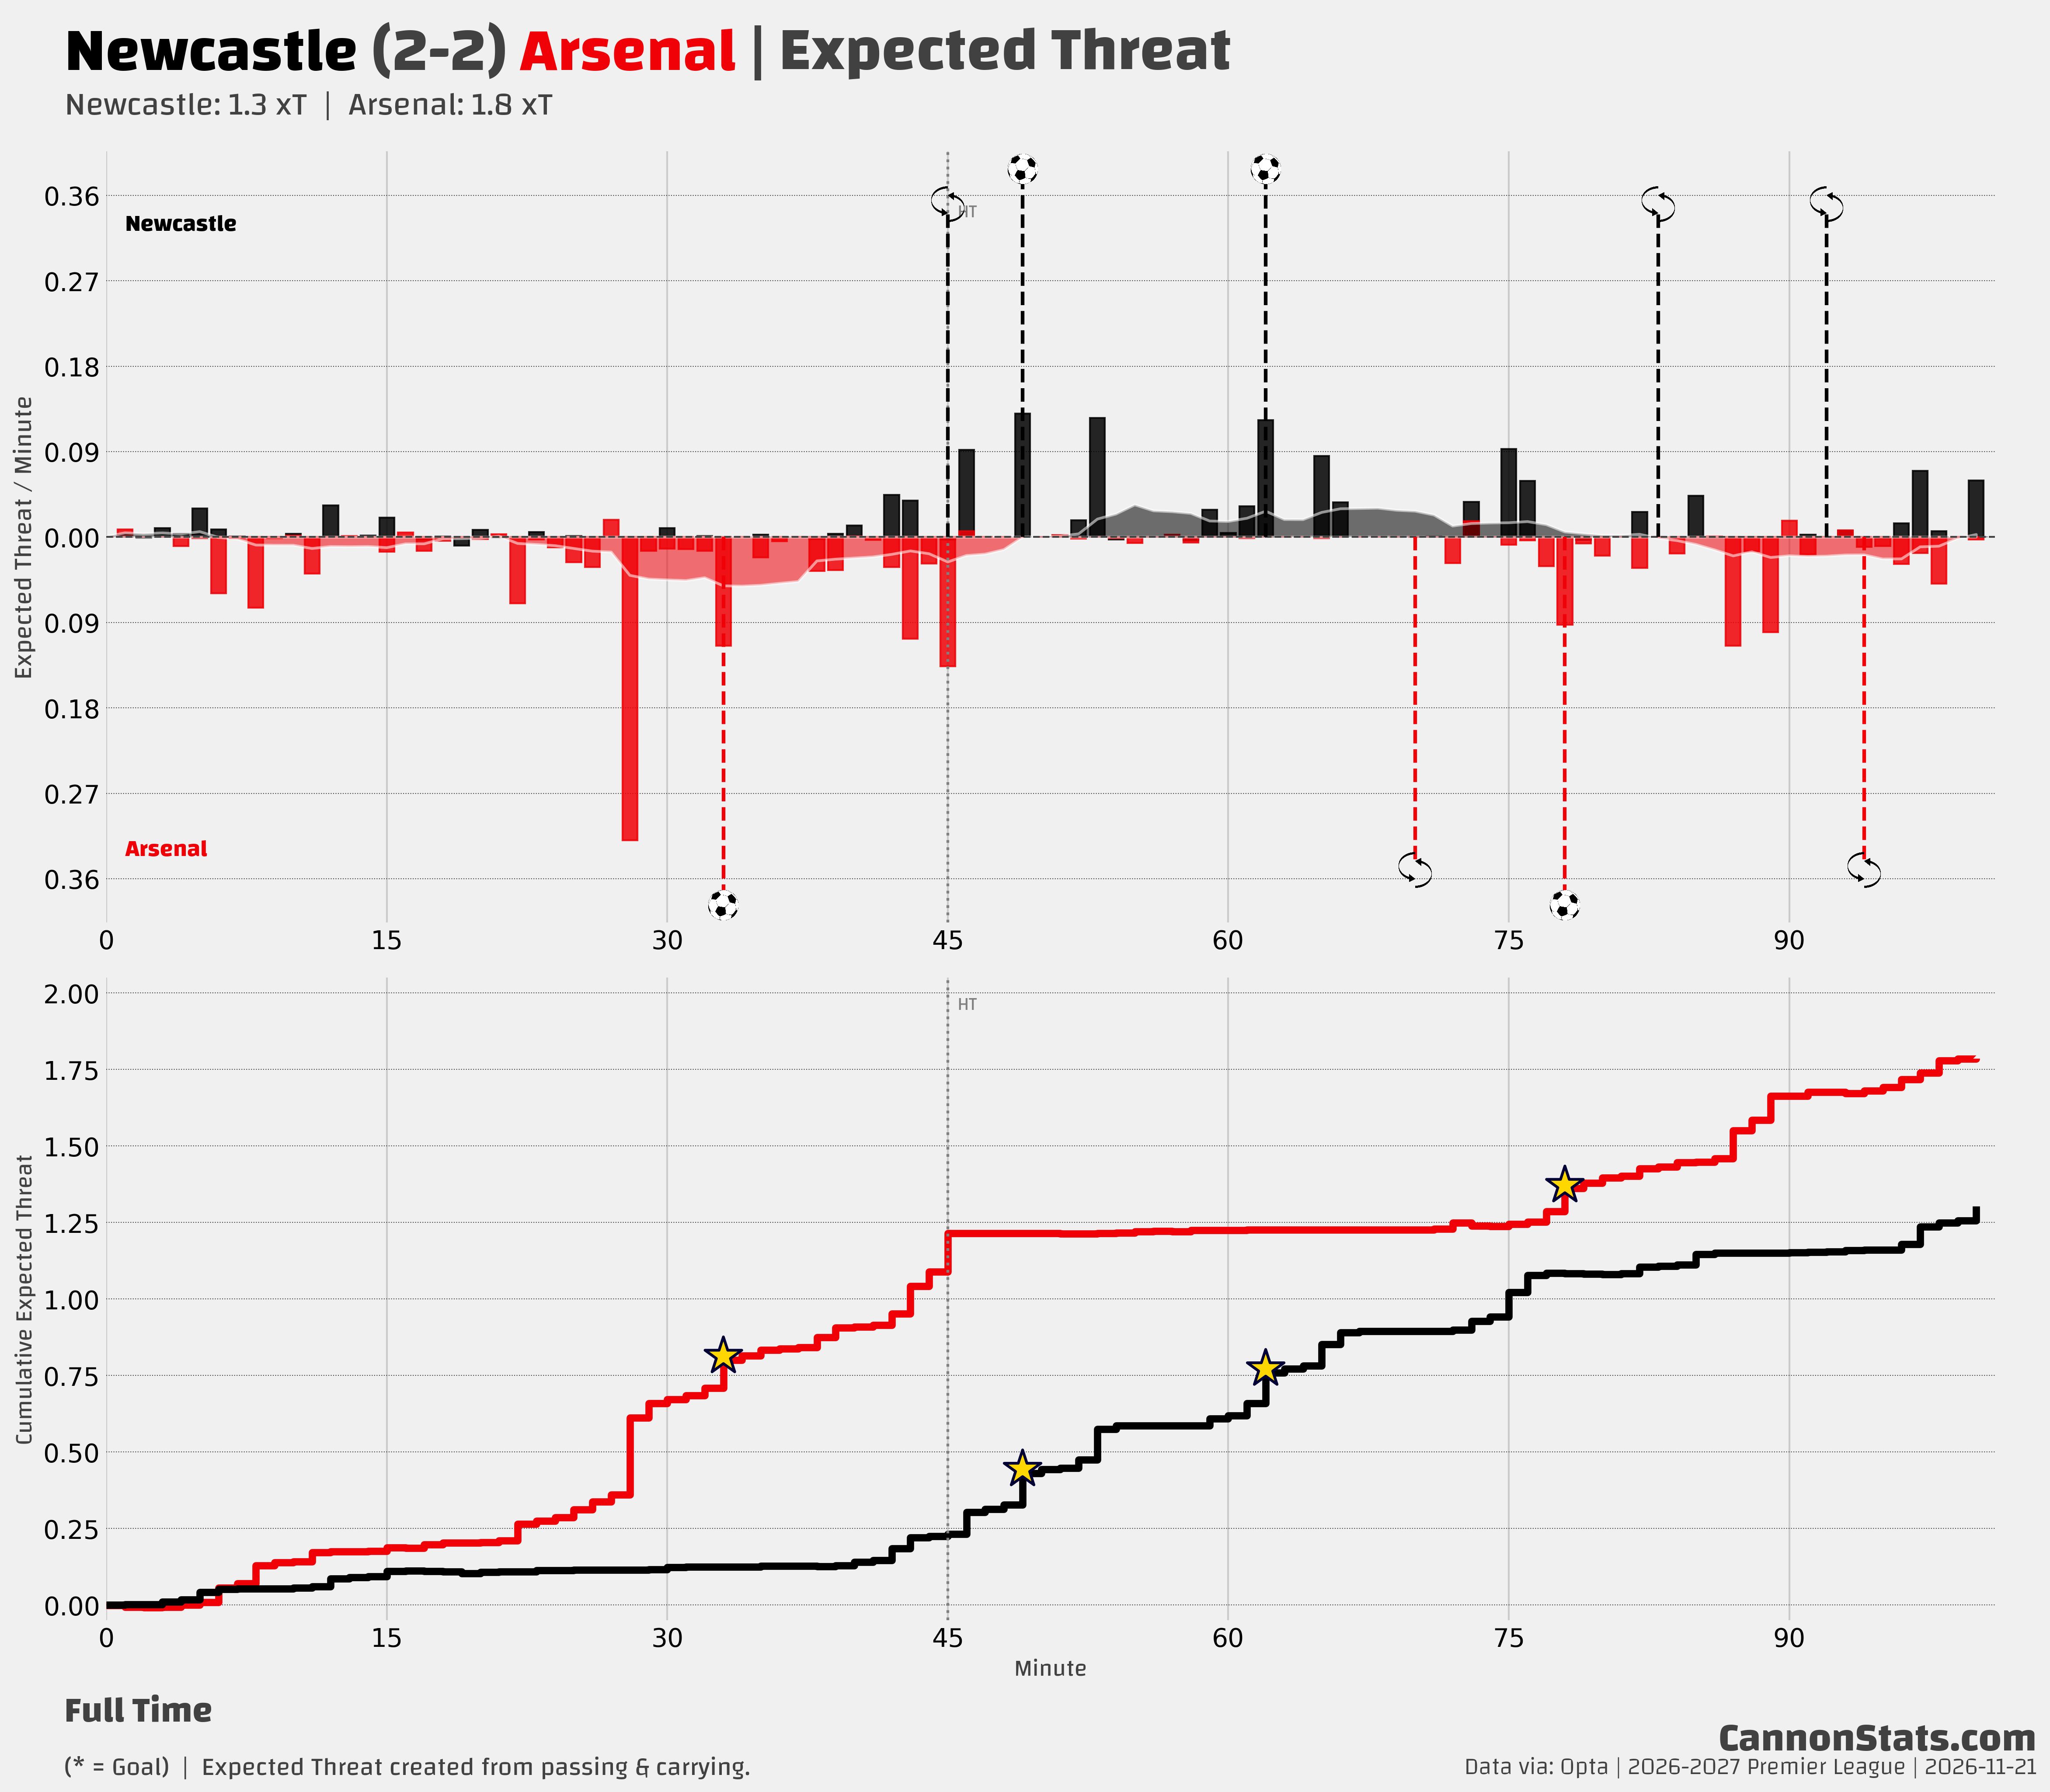 Newcastle (2-2) Arsenal | Expected Threat
Newcastle: 1.3 xT | Arsenal: 1.8 xT
Expected Threat / Minute
0.36
0.27
0.18
0.09
0.00
0.09
0.18
0.27
0.36
Newcastle
HT
Arsenal
0 15 30 45 60 75 90
Cumulative Expected Threat
2.00
1.75
1.50
1.25
1.00
0.75
0.50
0.25
0.00
HT
0 15 30 45 60 75 90
Minute
Full Time
(* = Goal) | Expected Threat created from passing & carrying.
CannonStats.com
Data via: Opta | 2026-2027 Premier League | 2026-11-21